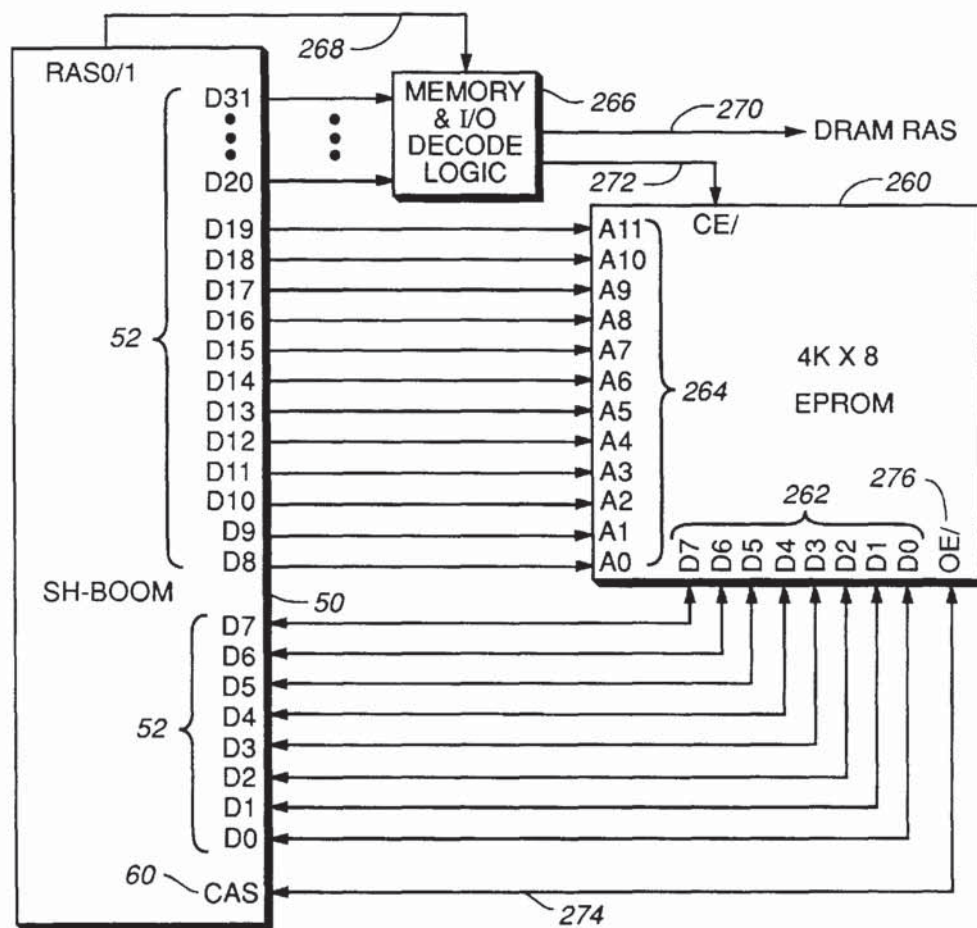 268
RAS0/1
MEMORY
& I/O
DECODE
LOGIC
266
270
DRAM RAS
272
260
D31
D20
CE/
D19
D18
D17
D16
D15
D14
D13
D12
D11
D10
D9
D8
52
A11
A10
A9
A8
A7
A6
A5
A4
A3
A2
A1
A0
264
4K X 8
EPROM
276
262
D7
D6
D5
D4
D3
D2
D1
D0
OE/
SH-BOOM
50
D7
D6
D5
D4
D3
D2
D1
D0
52
60
CAS
274